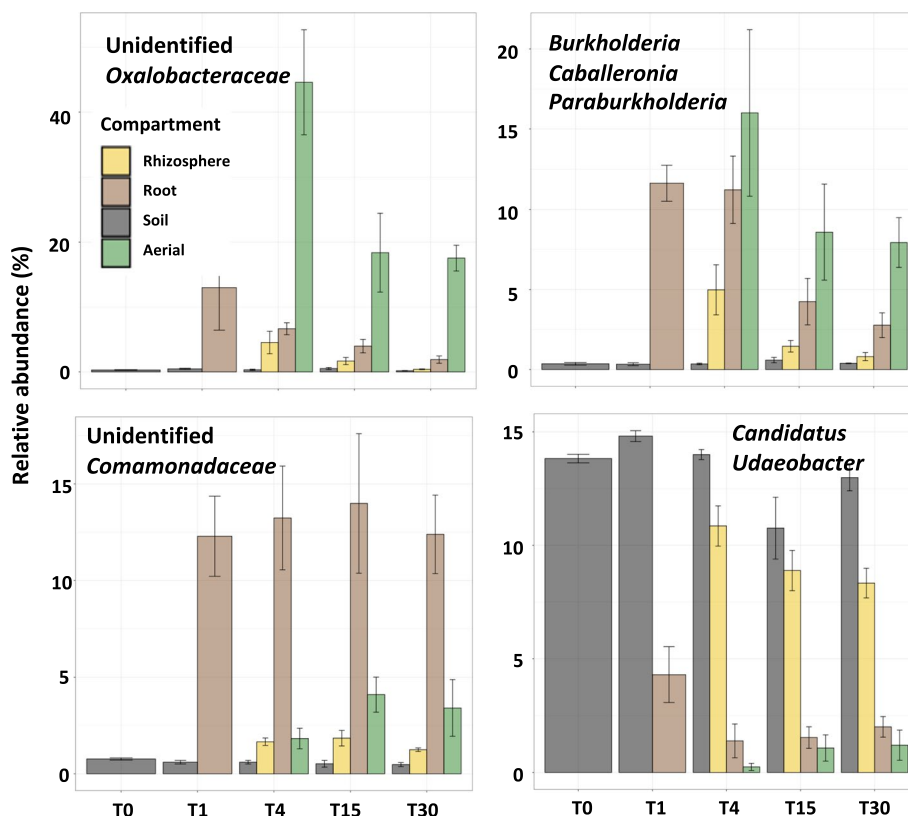 Relative abundance (%)
Unidentified
Oxalobacteraceae
Compartment
Rhizosphere
Root
Soil
Aerial
40
20
0
Burkholderia
Caballeronia
Paraburkholderia
20
15
10
5
0
Unidentified
Comamonadaceae
15
10
5
0
T0 T1 T4 T15 T30
Candidatus
Udaeobacter
15
10
5
0
T0 T1 T4 T15 T30